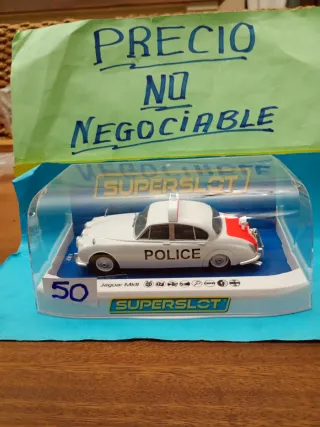 PRECIO
NO
NEGOCIABLE
SUPERSLOT
POLICE
50
Jaguar MkII
SUPERSLOT